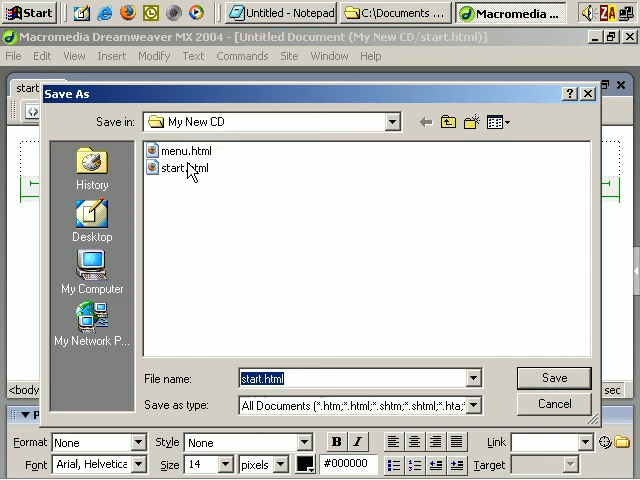 Start
Untitled - Notepad
C:\Documents ...
Macromedia ...
ZA
Macromedia Dreamweaver MX 2004 - [Untitled Document (My New CD/start.html)]
File Edit View Insert Modify Text Commands Site Window Help
start
Save As
Save in:
My New CD
menu.html
start.html
History
Desktop
My Computer
My Network P...
File name:
start.html
Save
Save as type:
All Documents (*.htm;*.html;*.shtm;*.shtml;*.hta;*
Cancel
<body
sec
P
Format None Style None B I Link
Font Arial, Helvetica Size 14 pixels #000000 Target